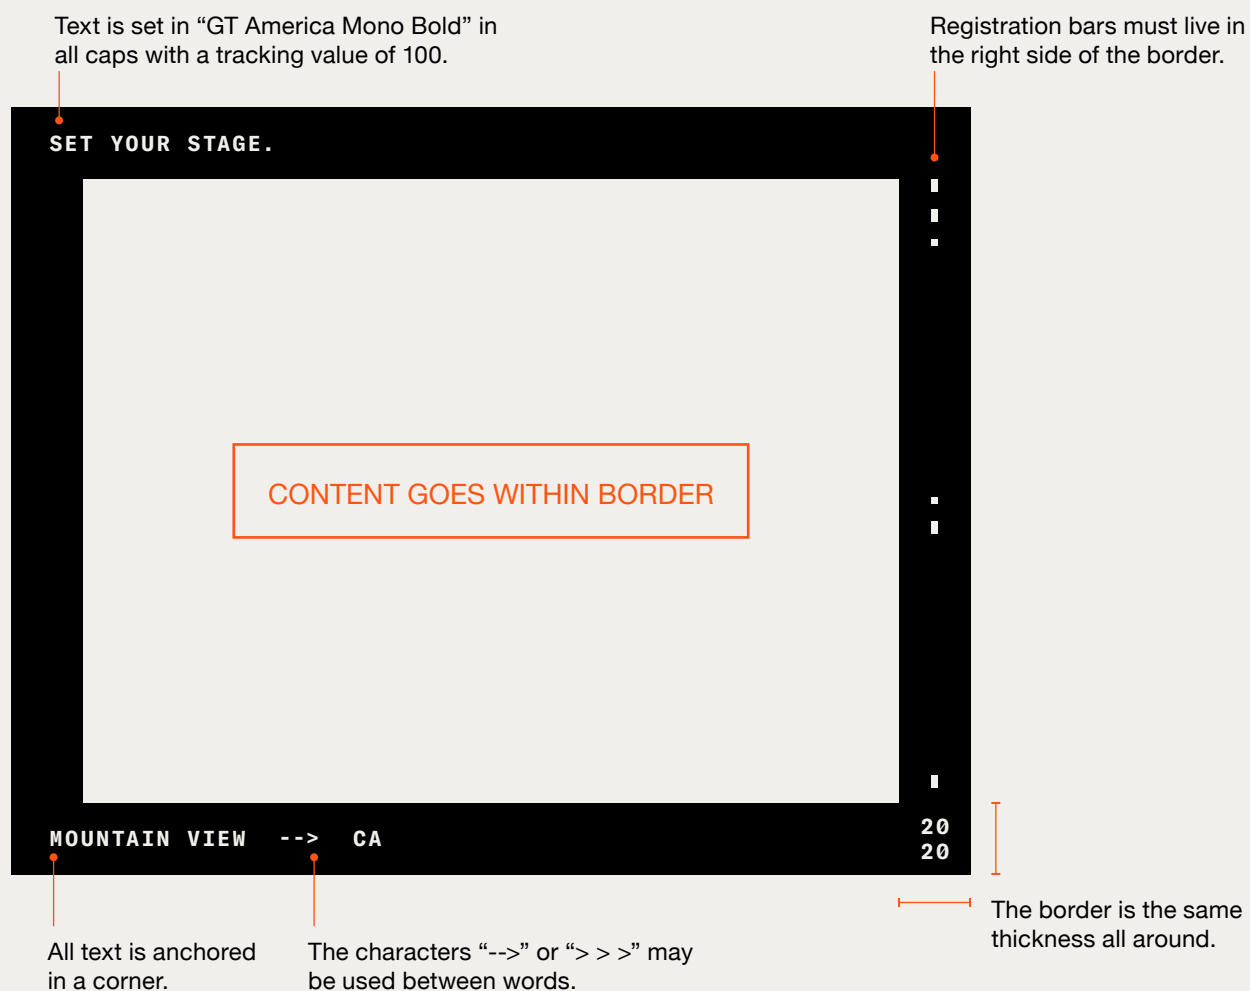 Text is set in “GT America Mono Bold” in
all caps with a tracking value of 100.
Registration bars must live in
the right side of the border.
SET YOUR STAGE.
CONTENT GOES WITHIN BORDER
MOUNTAIN VIEW --> CA
20
20
The border is the same
thickness all around.
All text is anchored
in a corner.
The characters “-->” or “> > >” may
be used between words.